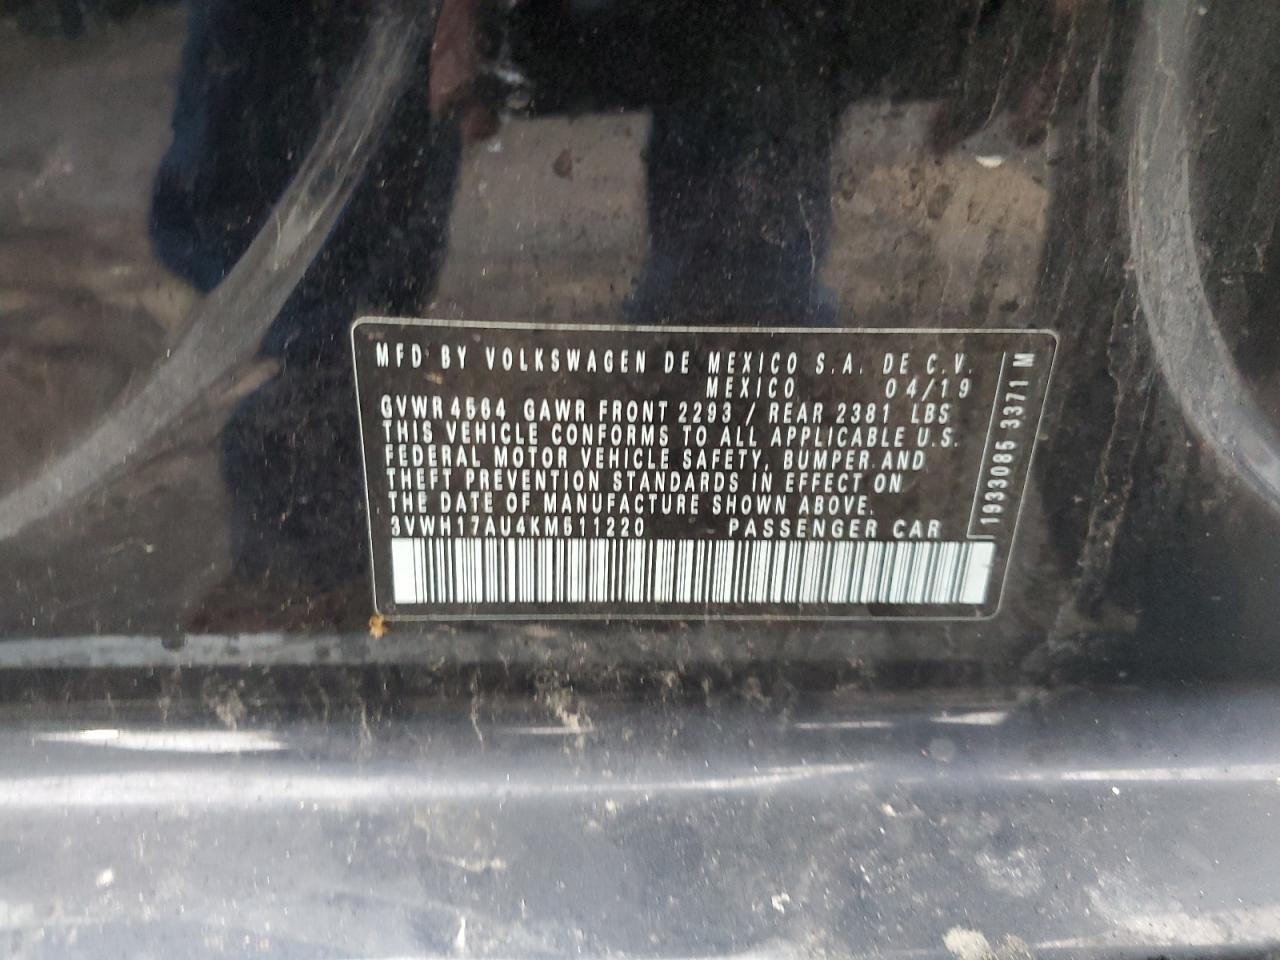 MFD BY VOLKSWAGEN DE MEXICO S.A. DE C.V.
MEXICO 04/19
GVWR 4564 GAWR FRONT 2293 / REAR 2381 LBS
THIS VEHICLE CONFORMS TO ALL APPLICABLE U.S.
FEDERAL MOTOR VEHICLE SAFETY, BUMPER AND
THEFT PREVENTION STANDARDS IN EFFECT ON
THE DATE OF MANUFACTURE SHOWN ABOVE.
3VWH17AU4KM611220 PASSENGER CAR
1933085 3371 M